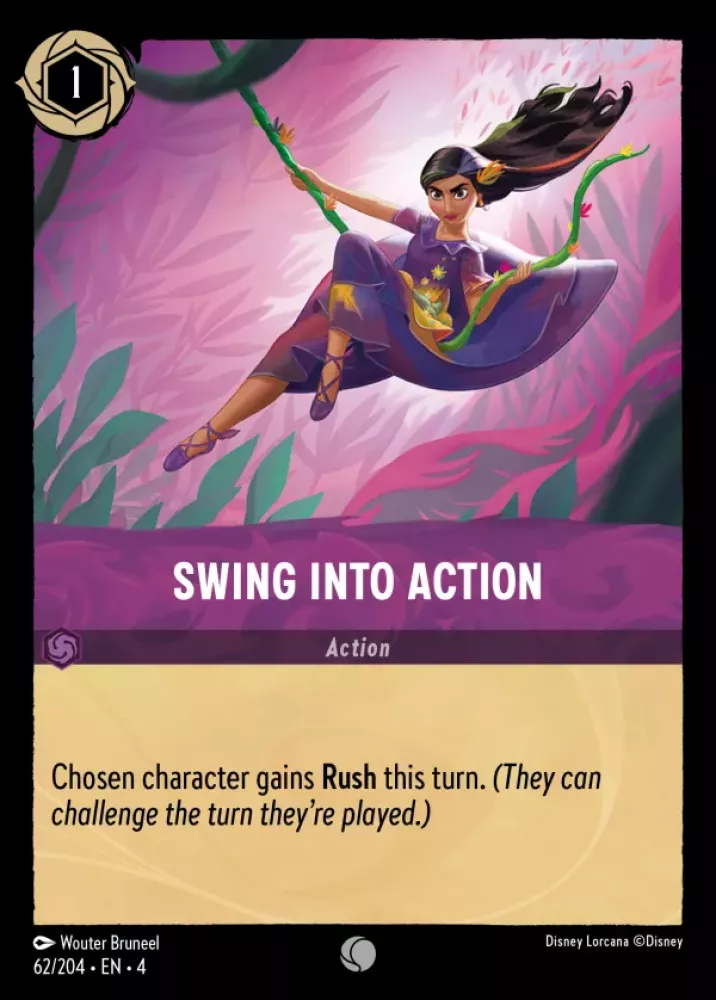 1
SWING INTO ACTION
Action
Chosen character gains Rush this turn. (They can
challenge the turn they're played.)
Wouter Bruneel
Disney Lorcana ©Disney
62/204 • EN • 4